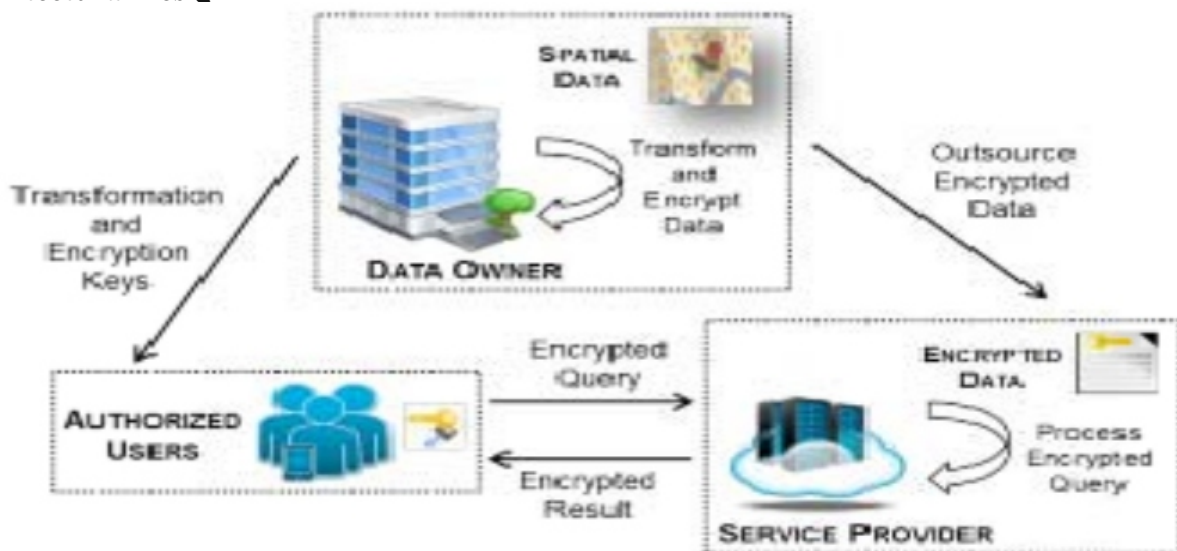 SPATIAL
DATA
Transform
and
Encrypt
Data
DATA OWNER
Transformation
and
Encryption
Keys
Outsource
Encrypted
Data
AUTHORIZED
USERS
Encrypted
Query
Encrypted
Result
ENCRYPTED
DATA
Process
Encrypted
Query
SERVICE PROVIDER